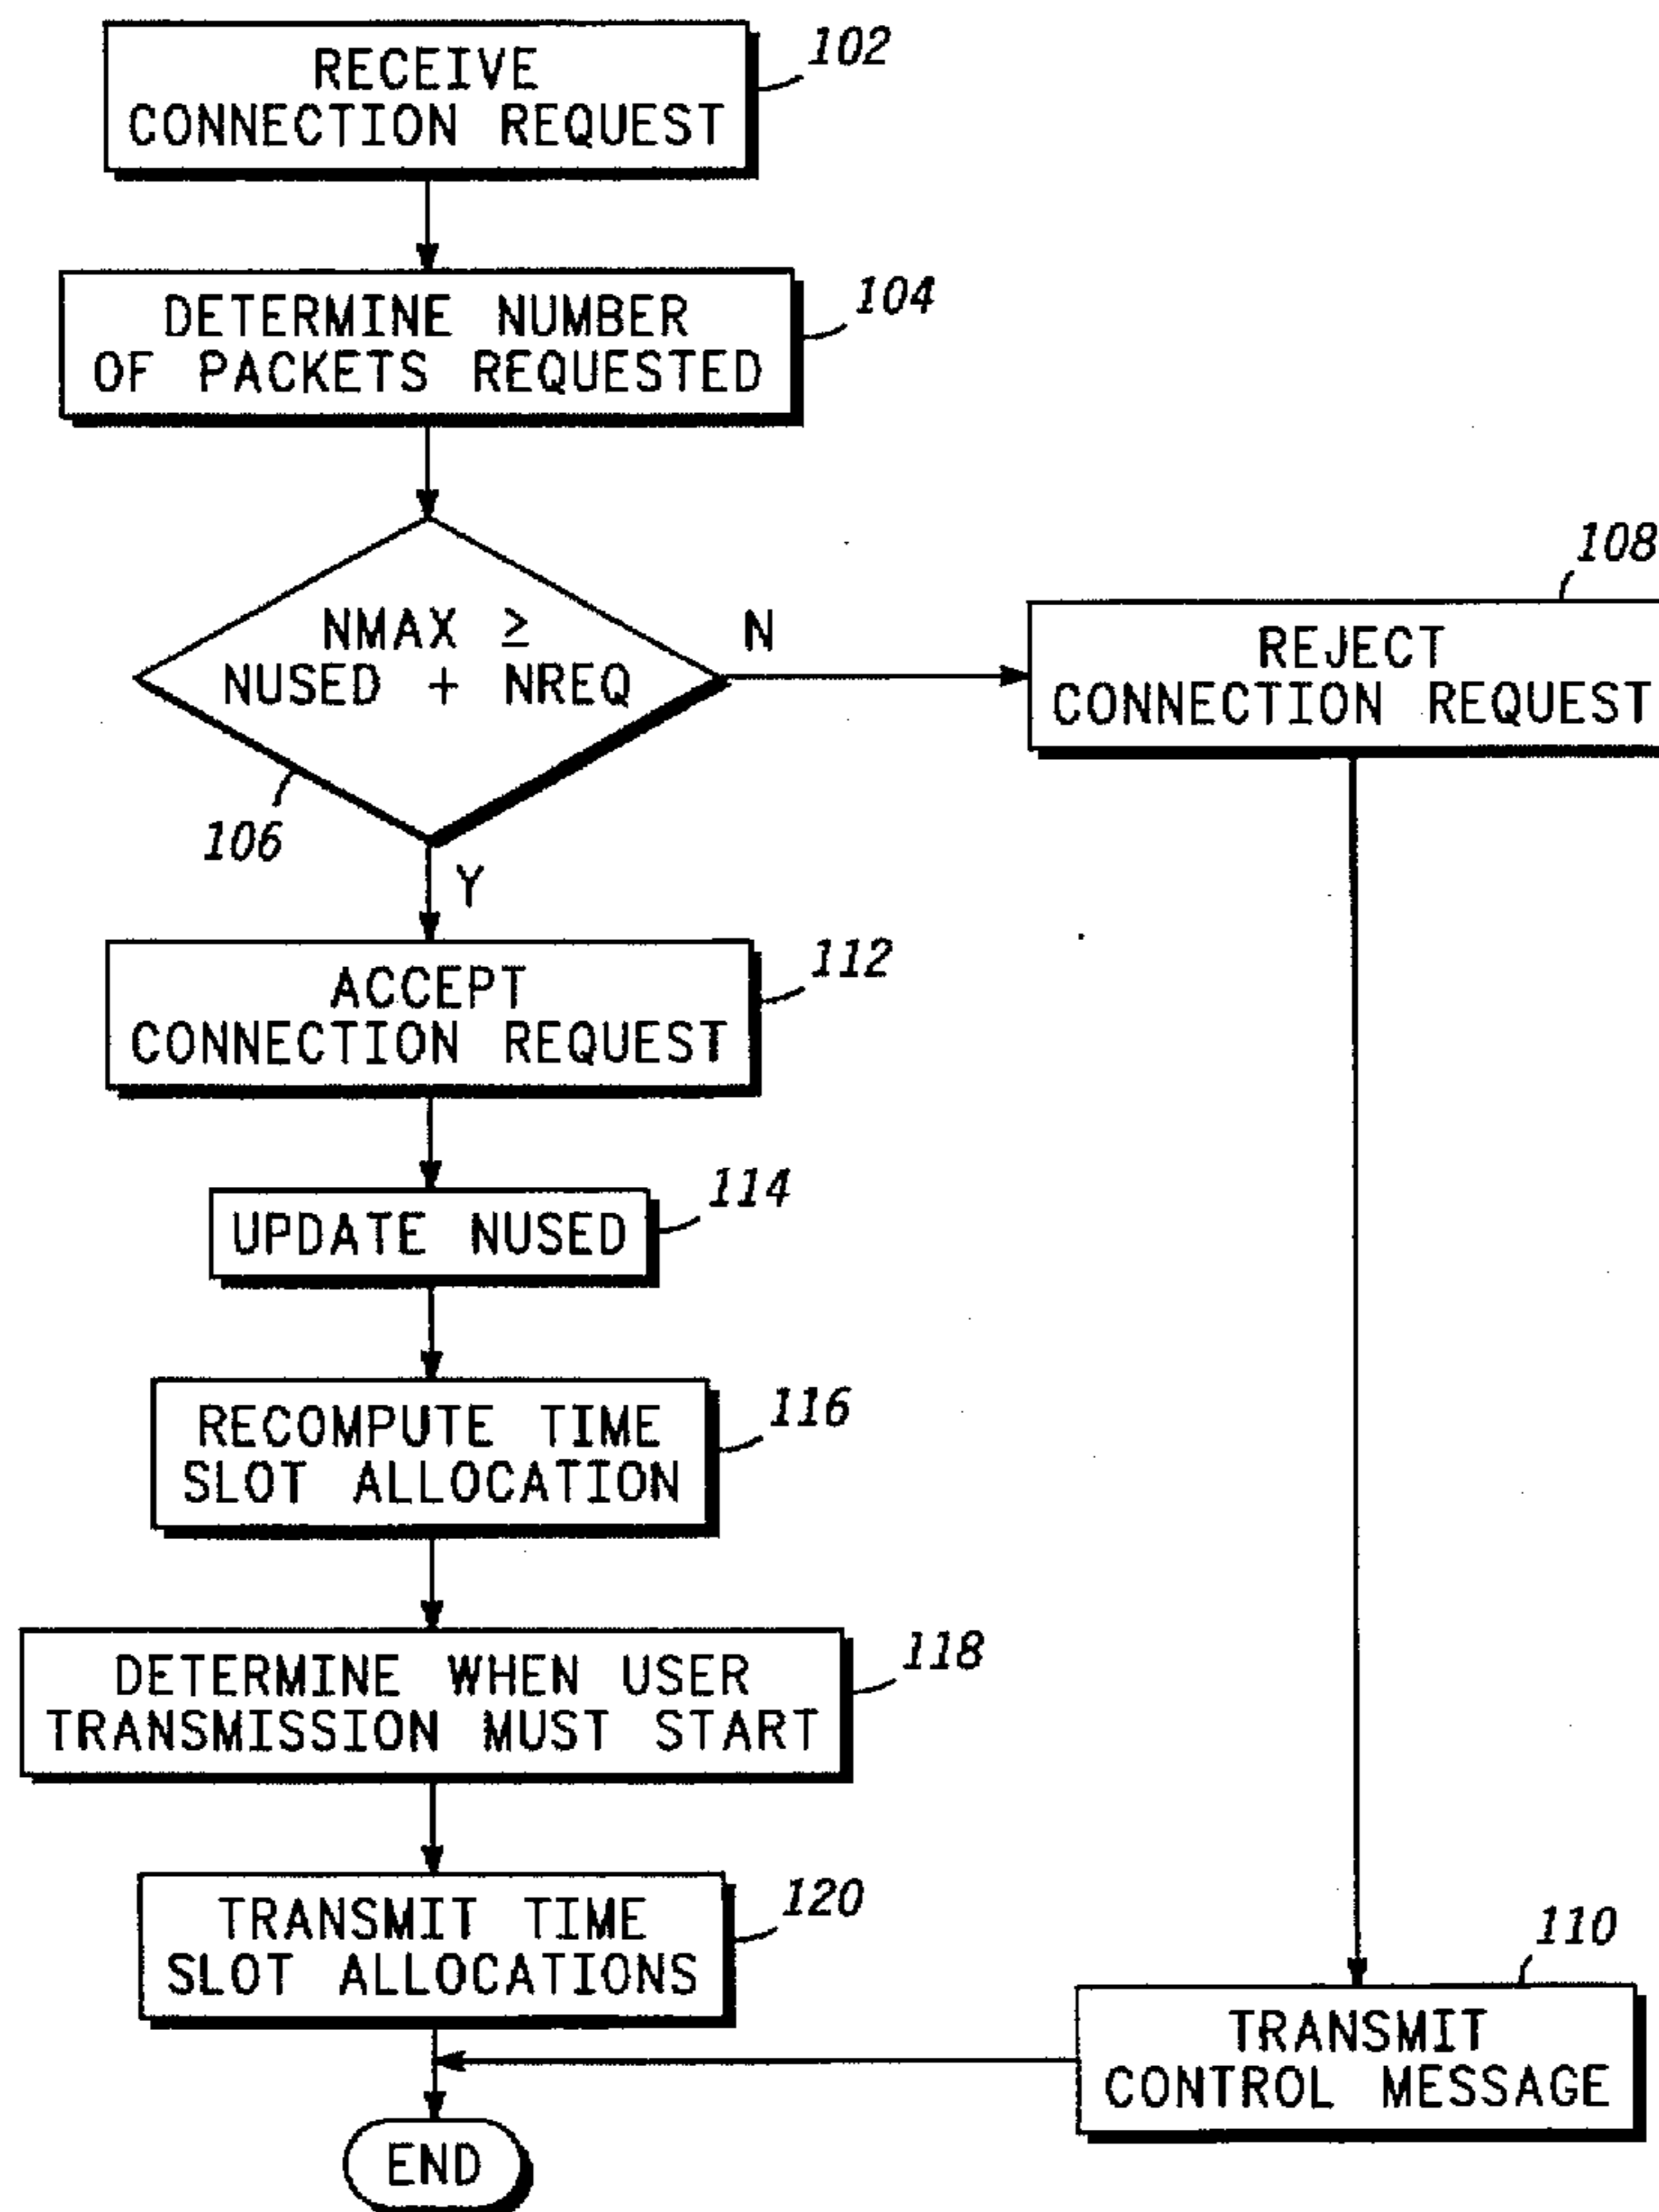 RECEIVE
CONNECTION REQUEST
102
DETERMINE NUMBER
OF PACKETS REQUESTED
104
NMAX ≥
NUSED + NREQ
106
N
108
REJECT
CONNECTION REQUEST
Y
ACCEPT
CONNECTION REQUEST
112
UPDATE NUSED
114
RECOMPUTE TIME
SLOT ALLOCATION
116
DETERMINE WHEN USER
TRANSMISSION MUST START
118
TRANSMIT TIME
SLOT ALLOCATIONS
120
110
TRANSMIT
CONTROL MESSAGE
END